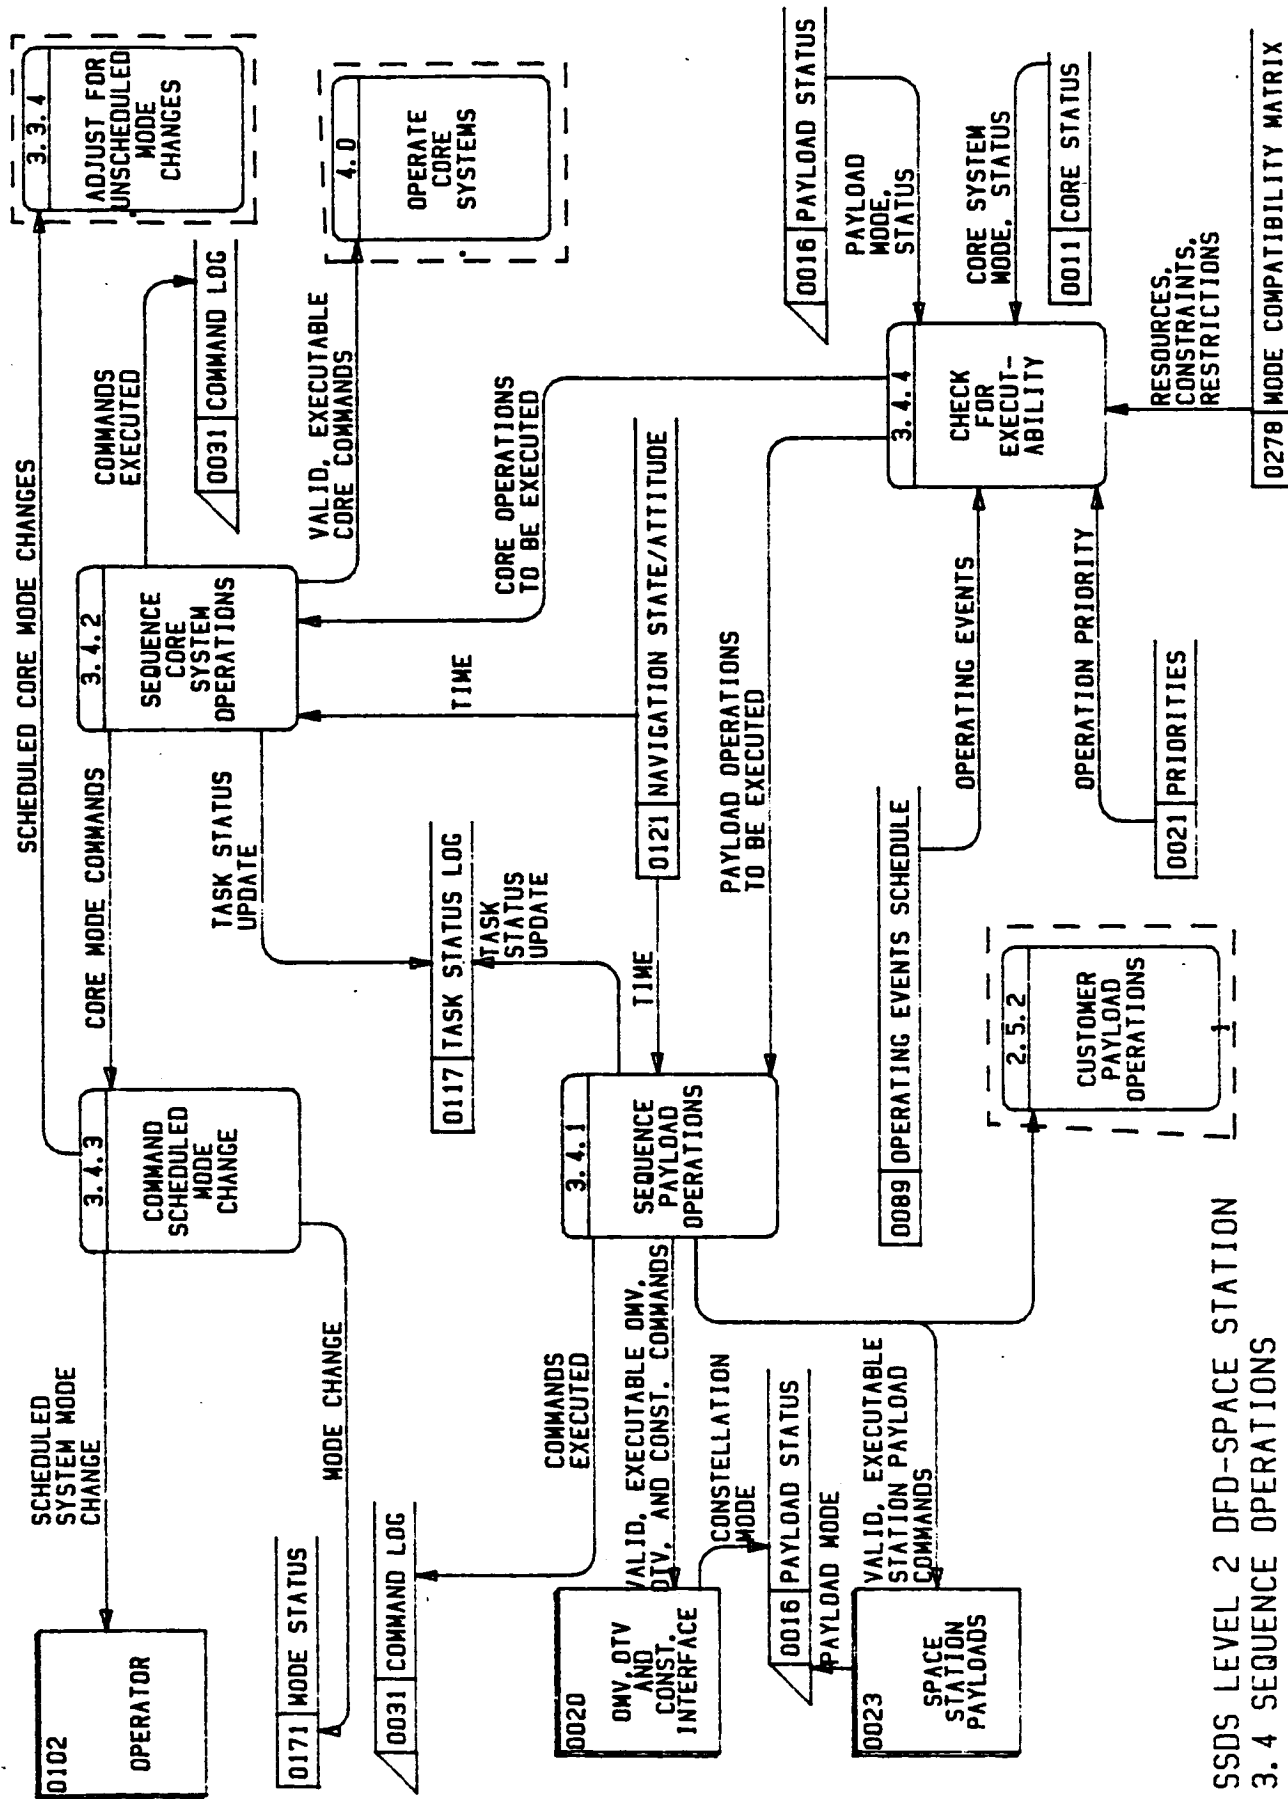 0102
OPERATOR
SCHEDULED
SYSTEM MODE
CHANGE
3.4.3
COMMAND
SCHEDULED
MODE
CHANGE
SCHEDULED CORE MODE CHANGES
CORE MODE COMMANDS
3.4.2
SEQUENCE
CORE
SYSTEM
OPERATIONS
COMMANDS
EXECUTED
0031 COMMAND LOG
3.3.4
ADJUST FOR
UNSCHEDULED
MODE
CHANGES
0171 MODE STATUS
MODE CHANGE
TASK STATUS
UPDATE
VALID, EXECUTABLE
CORE COMMANDS
4.0
OPERATE
CORE
SYSTEMS
0031 COMMAND LOG
0117 TASK STATUS LOG
TASK
STATUS
UPDATE
TIME
CORE OPERATIONS
TO BE EXECUTED
COMMANDS
EXECUTED
3.4.1
SEQUENCE
PAYLOAD
OPERATIONS
TIME
0121 NAVIGATION STATE/ATTITUDE
0020
OMV, OTV
AND
CONST.
INTERFACE
VALID, EXECUTABLE OMV,
OTV, AND CONST. COMMANDS
CONSTELLATION
MODE
PAYLOAD OPERATIONS
TO BE EXECUTED
0016 PAYLOAD STATUS
PAYLOAD MODE
0016 PAYLOAD STATUS
PAYLOAD
MODE,
STATUS
0023
SPACE
STATION
PAYLOADS
VALID, EXECUTABLE
STATION PAYLOAD
COMMANDS
0089 OPERATING EVENTS SCHEDULE
OPERATING EVENTS
3.4.4
CHECK
FOR
EXECUT-
ABILITY
CORE SYSTEM
MODE, STATUS
0011 CORE STATUS
2.5.2
CUSTOMER
PAYLOAD
OPERATIONS
OPERATION PRIORITY
0021 PRIORITIES
RESOURCES,
CONSTRAINTS,
RESTRICTIONS
0278 MODE COMPATIBILITY MATRIX
SSDS LEVEL 2 DFD-SPACE STATION
3.4 SEQUENCE OPERATIONS